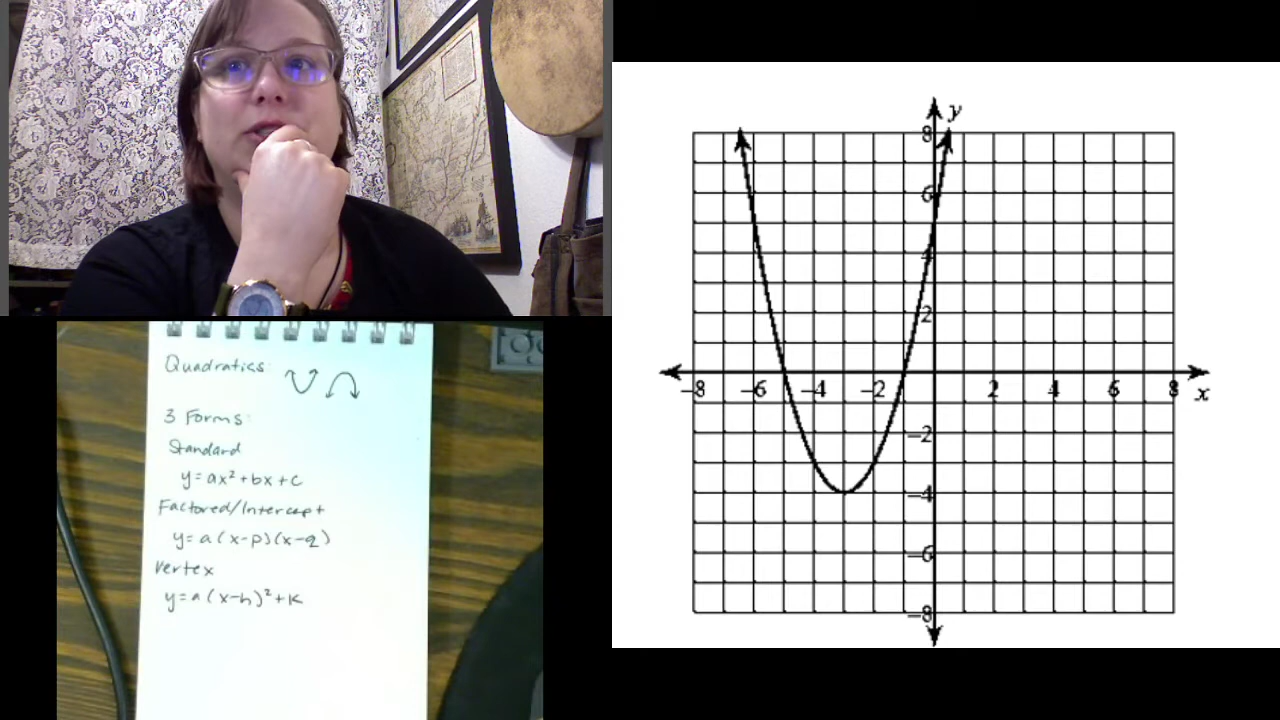 Quadratics:
3 Forms:
Standard
y=ax²+bx+c
Factored/Intercept
y=a(x-p)(x-q)
Vertex
y=a(x-h)²+k
y
8
6
4
2
-8 -6 -4 -2 2 4 6 8
x
-2
-4
-6
-8